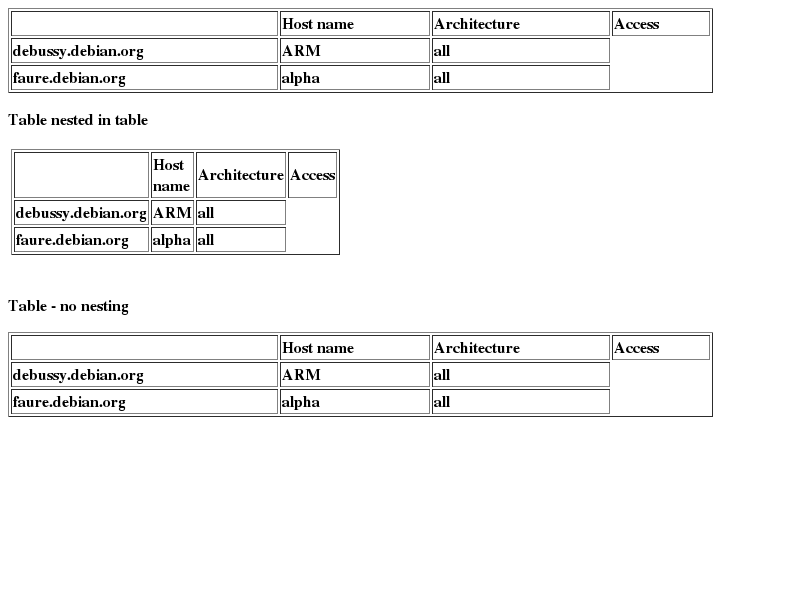 Host name Architecture Access
debussy.debian.org ARM all
faure.debian.org alpha all
Table nested in table
Host name Architecture Access
debussy.debian.org ARM all
faure.debian.org alpha all
Table - no nesting
Host name Architecture Access
debussy.debian.org ARM all
faure.debian.org alpha all